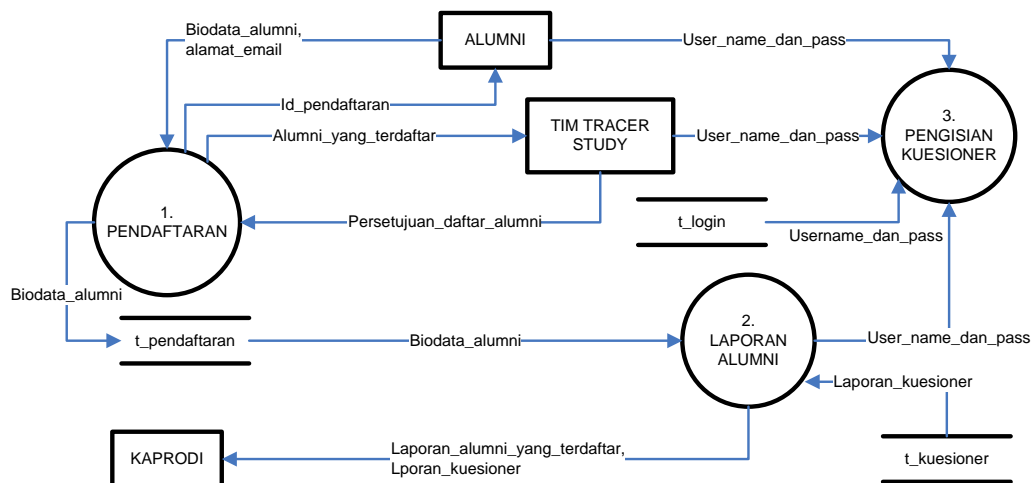 Biodata_alumni,
alamat_email
ALUMNI
User_name_dan_pass
Id_pendaftaran
Alumni_yang_terdaftar
TIM TRACER
STUDY
User_name_dan_pass
3.
PENGISIAN
KUESIONER
1.
PENDAFTARAN
Persetujuan_daftar_alumni
t_login
Username_dan_pass
Biodata_alumni
t_pendaftaran
Biodata_alumni
2.
LAPORAN
ALUMNI
User_name_dan_pass
Laporan_kuesioner
KAPRODI
Laporan_alumni_yang_terdaftar,
Lporan_kuesioner
t_kuesioner